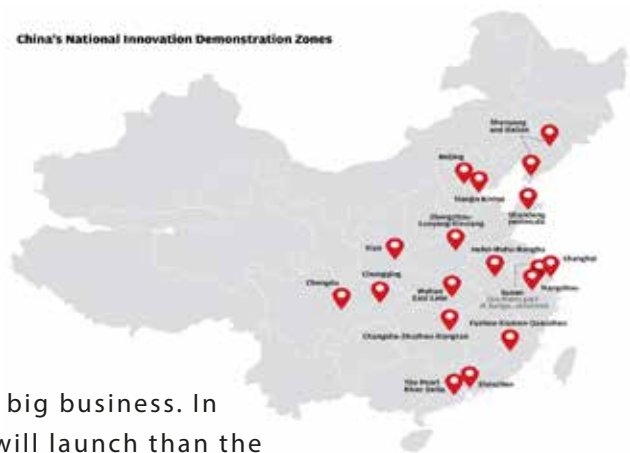 China's National Innovation Demonstration Zones
Shenyang
and Dalian
Beijing
Tianjin Binhai
Shandong
peninsula
Zhengzhou-
Luoyang-Xinxiang
Xian
Hefei-Wuhu-Bengbu
Shanghai
Chongqing
Chengdu
Wuhan
East Lake
Sunan
Hangzhou
Changsha-Zhuzhou-Xiangtan
Fuzhou-Xiamen-Quanzhou
The Pearl
River Delta
Shenzhen
big business. In
will launch than the